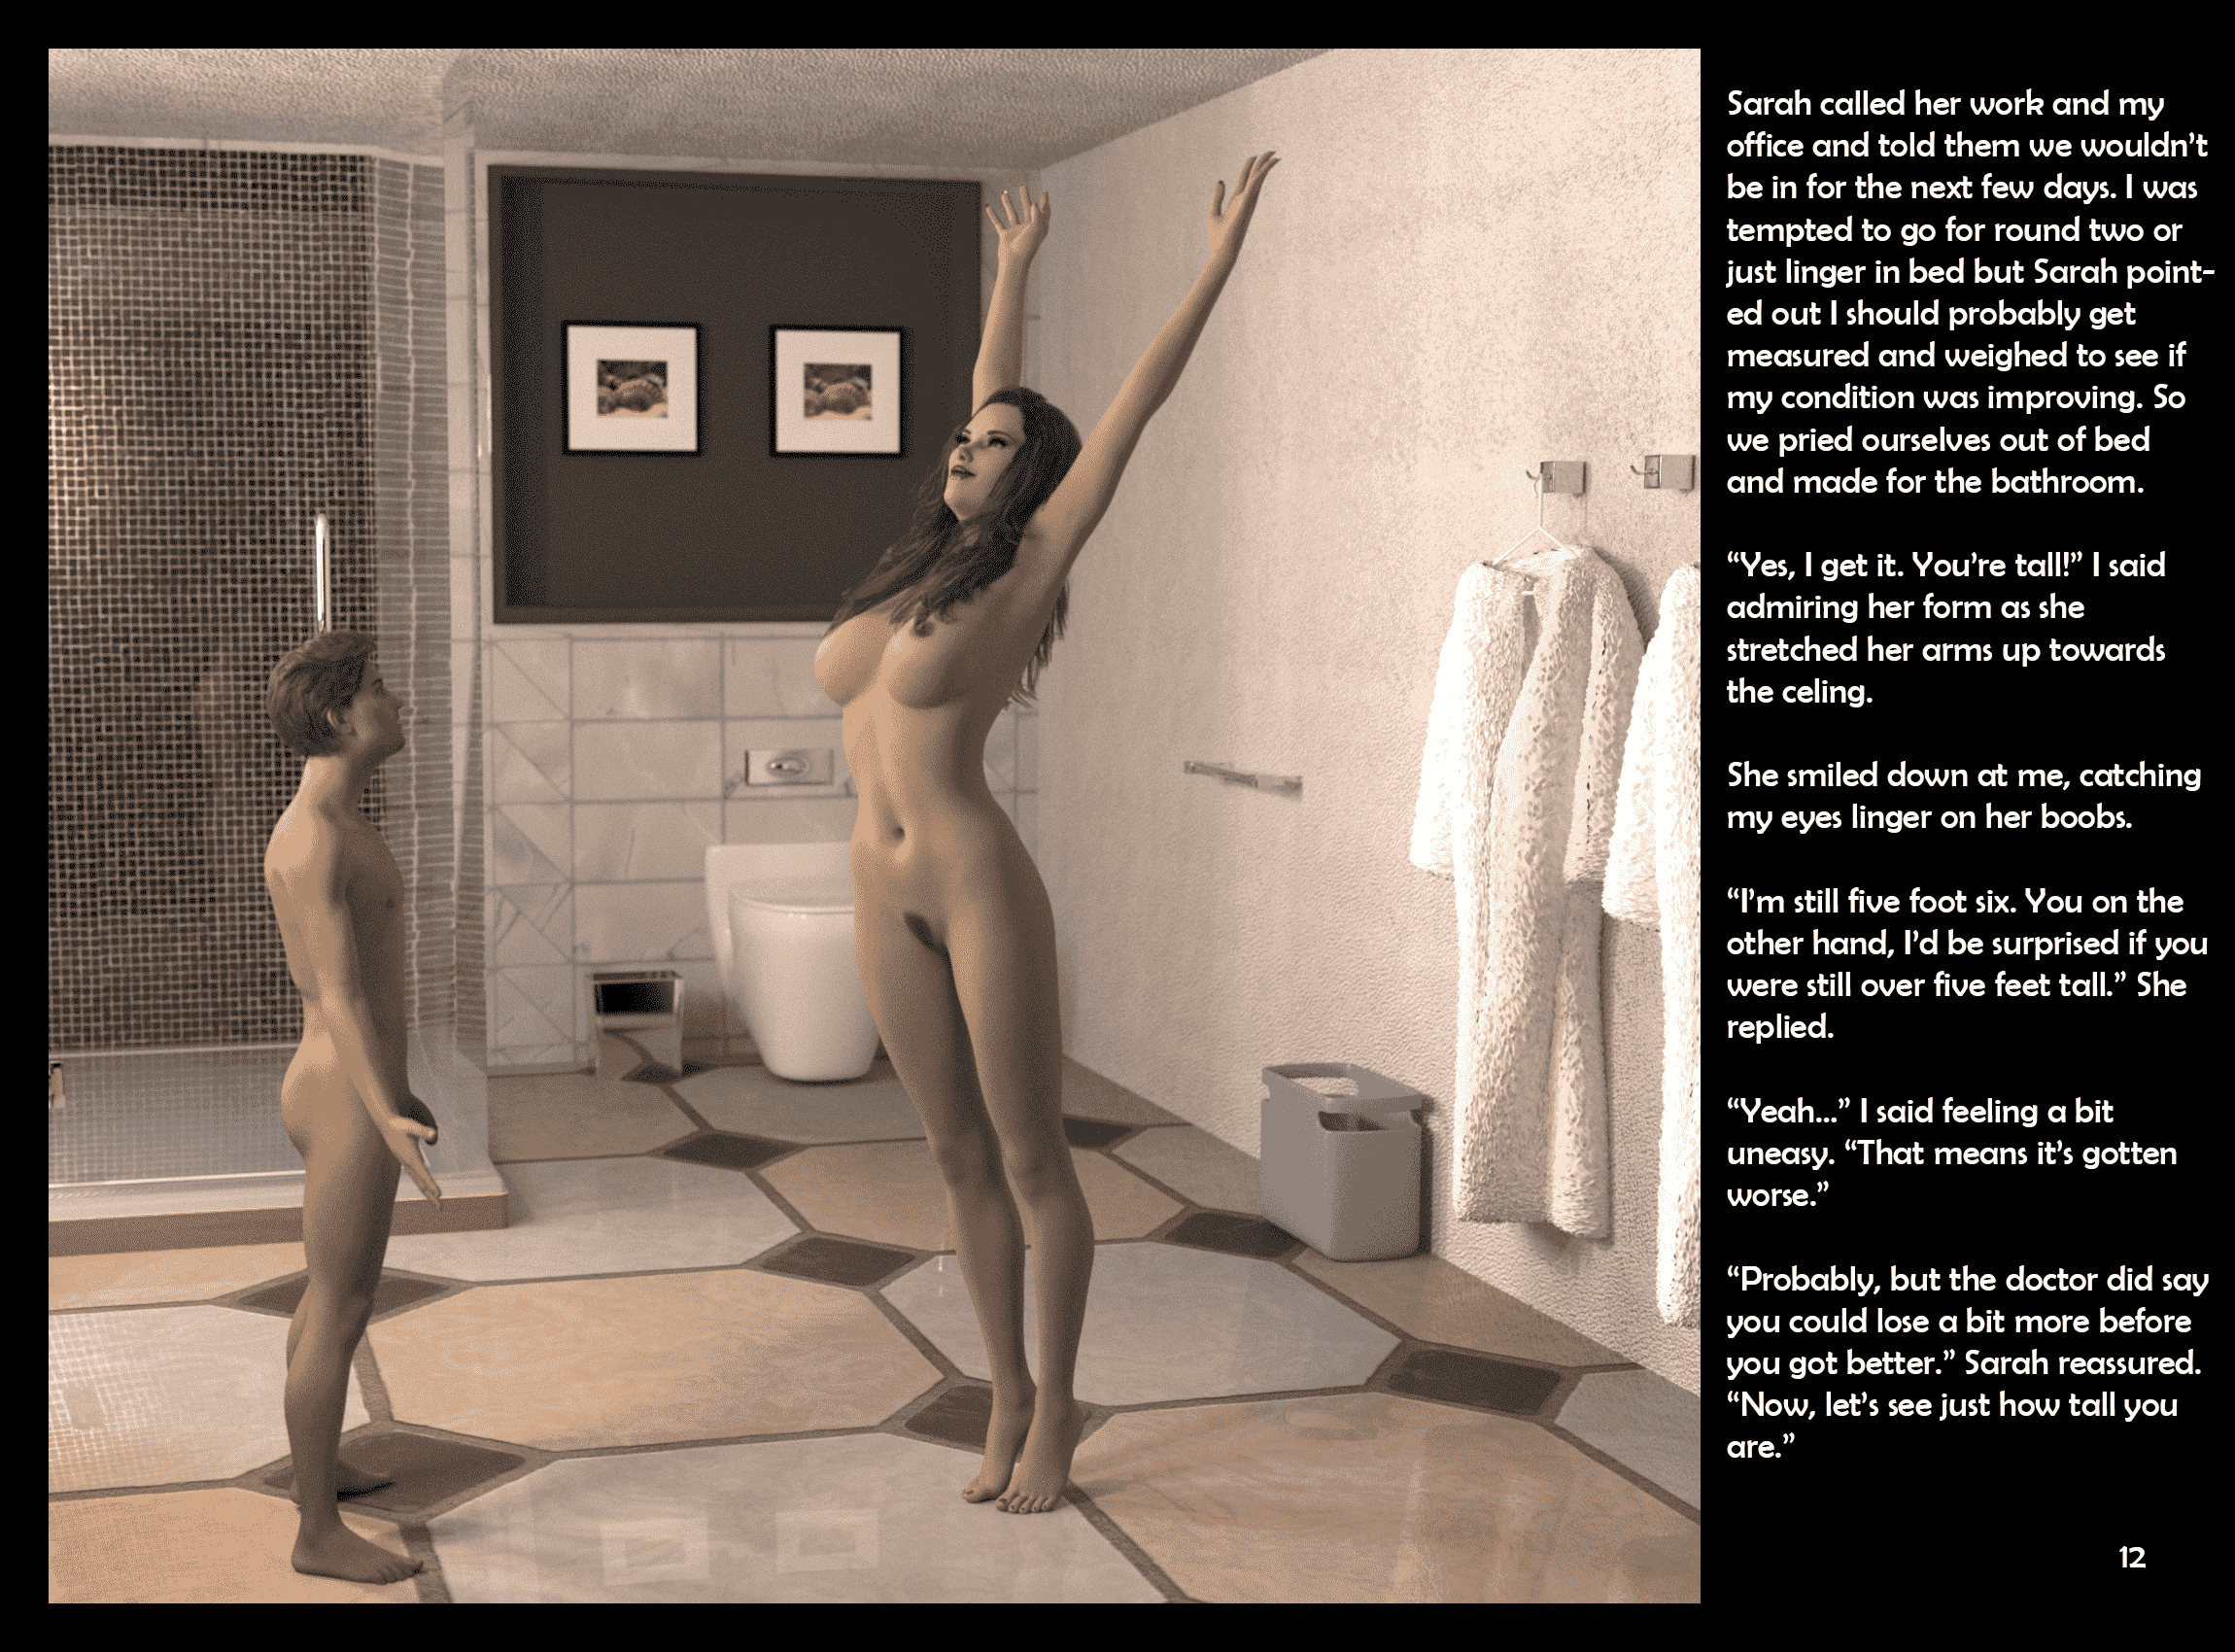 Sarah called her work and my
office and told them we wouldn't
be in for the next few days. I was
tempted to go for round two or
just linger in bed but Sarah point-
ed out I should probably get
measured and weighed to see if
my condition was improving. So
we pried ourselves out of bed
and made for the bathroom.
“Yes, I get it. You’re tall!” I said
admiring her form as she
stretched her arms up towards
the celing.
She smiled down at me, catching
my eyes linger on her boobs.
“I’m still five foot six. You on the
other hand, I’d be surprised if you
were still over five feet tall.” She
replied.
“Yeah...” I said feeling a bit
uneasy. “That means it’s gotten
worse.”
“Probably, but the doctor did say
you could lose a bit more before
you got better.” Sarah reassured.
“Now, let’s see just how tall you
are.”
12